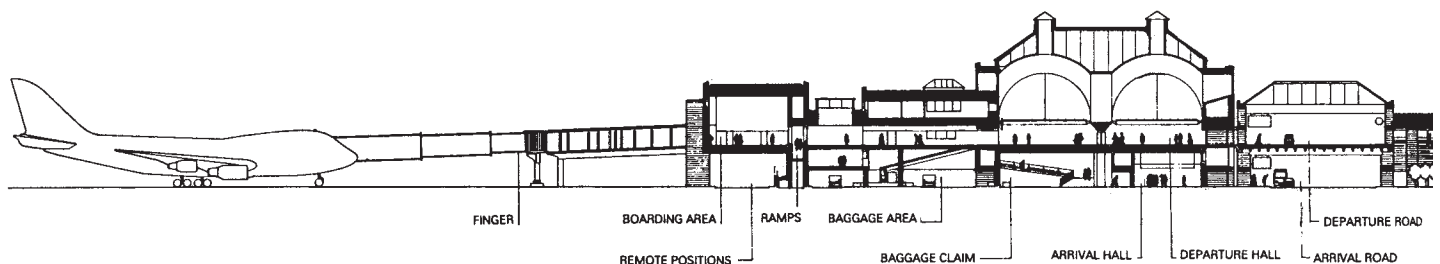 FINGER
BOARDING AREA
RAMPS
BAGGAGE AREA
DEPARTURE ROAD
REMOTE POSITIONS
BAGGAGE CLAIM
ARRIVAL HALL
DEPARTURE HALL
ARRIVAL ROAD